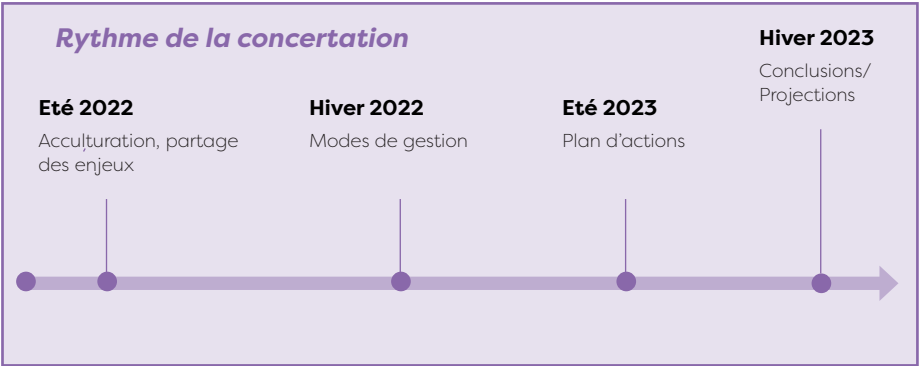 Rythme de la concertation
Eté 2022
Acculturation, partage
des enjeux
Hiver 2022
Modes de gestion
Eté 2023
Plan d'actions
Hiver 2023
Conclusions/
Projections